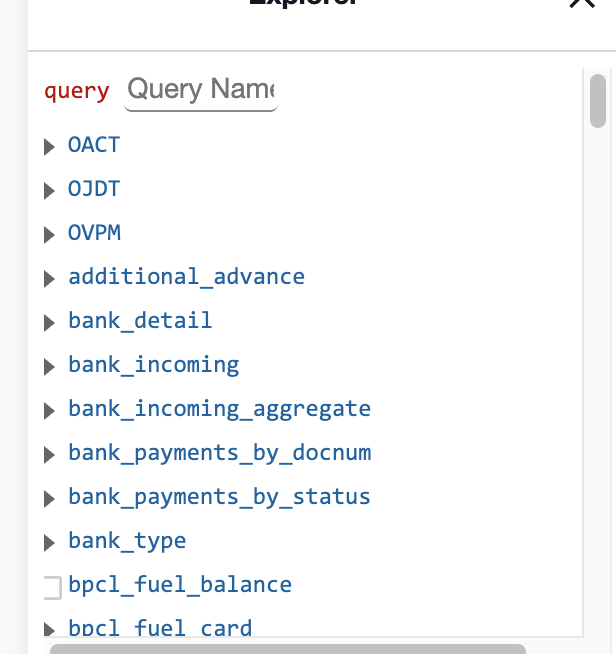 Explorer
query Query Name
OACT
OJDT
OVPM
additional_advance
bank_detail
bank_incoming
bank_incoming_aggregate
bank_payments_by_docnum
bank_payments_by_status
bank_type
bpcl_fuel_balance
bpcl_fuel_card